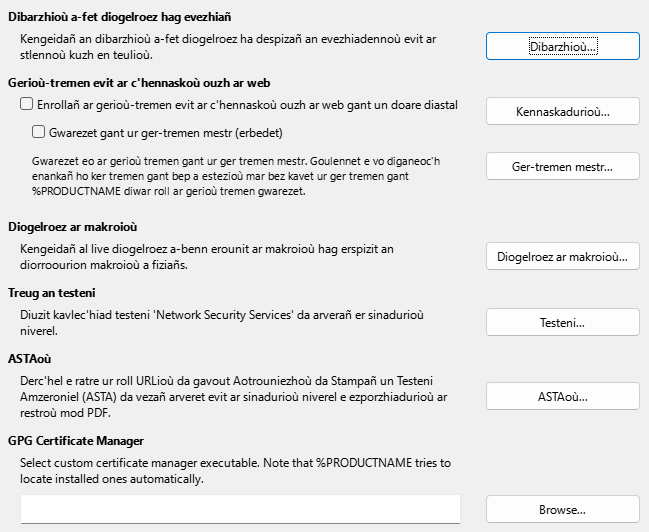 Dibarzhioù a-fet diogelroez hag evezhiañ
Kengeidañ an dibarzhioù a-fet diogelroez ha despizañ an evezhiadennoù evit ar
stlennoù kuzh en teulioù.
Dibarzhioù...
Gerioù-tremen evit ar c'hennaskoù ouzh ar web
Enrollañ ar gerioù-tremen evit ar c'hennaskoù ouzh ar web gant un doare diastal
Kennaskadurioù...
Gwarezet gant ur ger-tremen mestr (erbedet)
Gwarezet eo ar gerioù tremen gant ur ger tremen mestr. Goulennet e vo diganeoc'h
enankañ ho ker tremen gant bep a estezioù mar bez kavet ur ger tremen gant
%PRODUCTNAME diwar roll ar gerioù tremen gwarezet.
Ger-tremen mestr...
Diogelroez ar makroioù
Kengeidañ al live diogelroez a-benn erounit ar makroioù hag erspizit an
diorroourion makroioù a fiziañs.
Diogelroez ar makroioù...
Treug an testeni
Diuzit kavlec'hiad testeni 'Network Security Services' da arverañ er sinadurioù
niverel.
Testeni...
ASTAoù
Derc'hel e ratre ur roll URLioù da gavout Aotrouniezhoù da Stampañ un Testeni
Amzeroniel (ASTA) da vezañ arveret evit ar sinadurioù niverel e ezporzhiadurioù ar
restroù mod PDF.
ASTAoù...
GPG Certificate Manager
Select custom certificate manager executable. Note that %PRODUCTNAME tries to
locate installed ones automatically.
Browse...